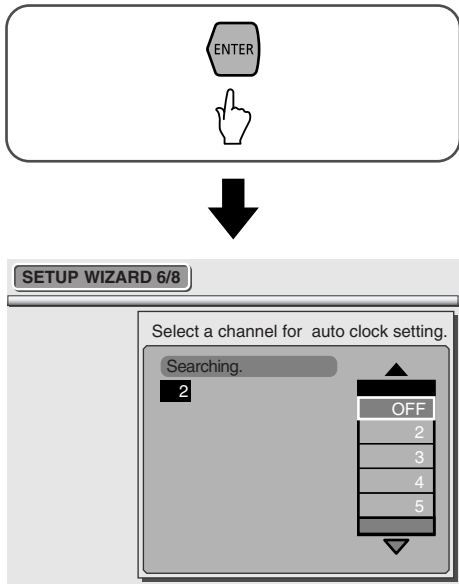 ENTER
SETUP WIZARD 6/8
Select a channel for auto clock setting.
Searching.
2
OFF
2
3
4
5